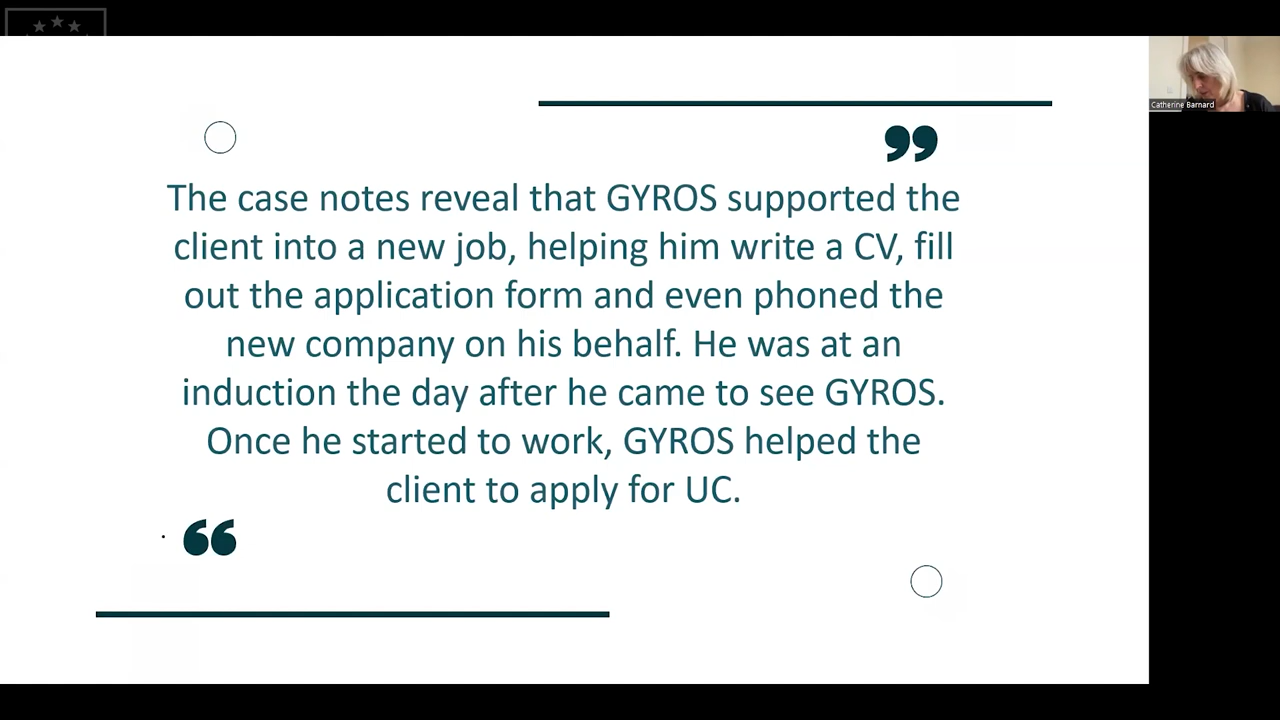 Catherine Barnard
”
The case notes reveal that GYROS supported the
client into a new job, helping him write a CV, fill
out the application form and even phoned the
new company on his behalf. He was at an
induction the day after he came to see GYROS.
Once he started to work, GYROS helped the
client to apply for UC.
. “